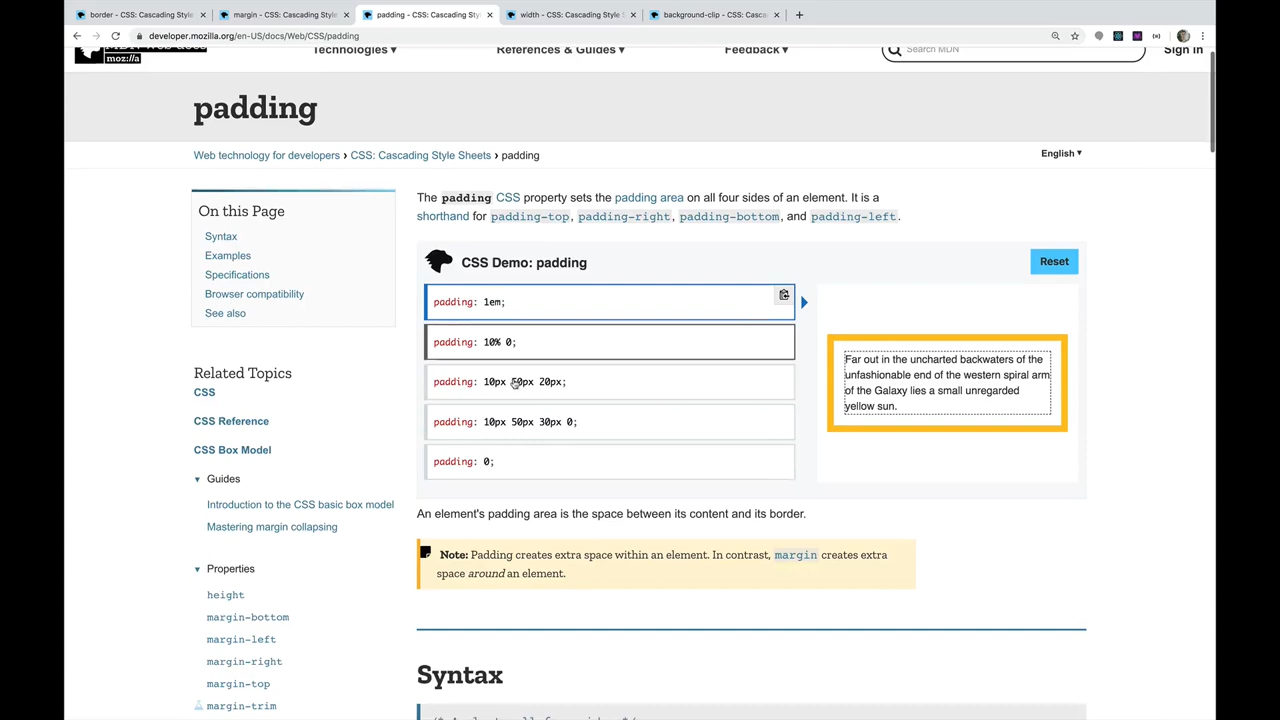 border - CSS: Cascading Style
margin - CSS: Cascading Style
padding - CSS: Cascading Sty
width - CSS: Cascading Style S
background-clip - CSS: Cascad
developer.mozilla.org/en-US/docs/Web/CSS/padding
moz://a
Technologies ▾
References & Guides ▾
Feedback ▾
Search MDN
Sign in
padding
Web technology for developers › CSS: Cascading Style Sheets › padding
English ▾
On this Page
Syntax
Examples
Specifications
Browser compatibility
See also
Related Topics
CSS
CSS Reference
CSS Box Model
▾ Guides
Introduction to the CSS basic box model
Mastering margin collapsing
▾ Properties
height
margin-bottom
margin-left
margin-right
margin-top
margin-trim
The padding CSS property sets the padding area on all four sides of an element. It is a
shorthand for padding-top, padding-right, padding-bottom, and padding-left.
CSS Demo: padding
Reset
padding: 1em;
padding: 10% 0;
padding: 10px 50px 20px;
padding: 10px 50px 30px 0;
padding: 0;
Far out in the uncharted backwaters of the
unfashionable end of the western spiral arm
of the Galaxy lies a small unregarded
yellow sun.
An element's padding area is the space between its content and its border.
Note: Padding creates extra space within an element. In contrast, margin creates extra
space around an element.
Syntax